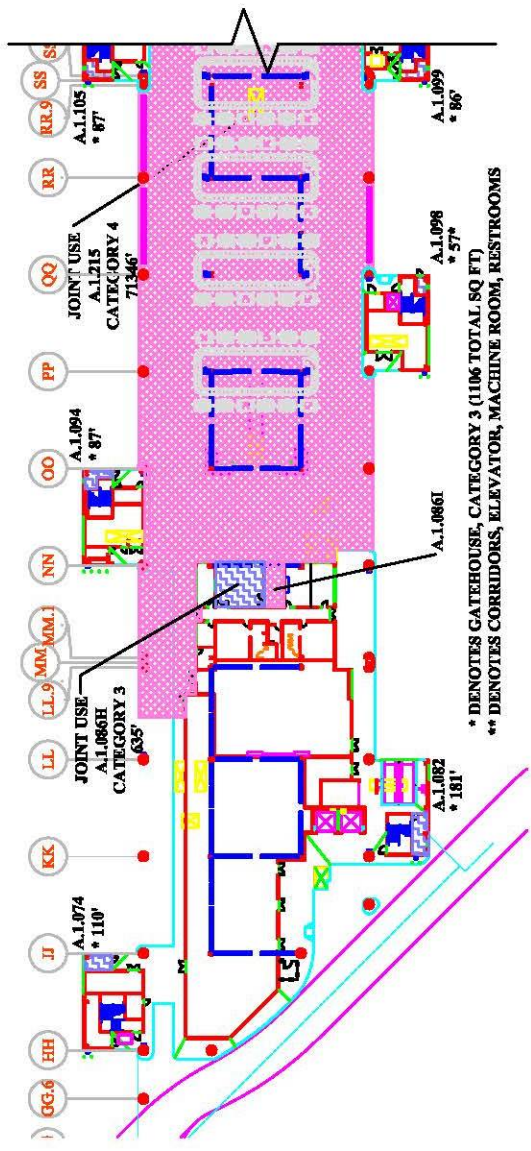 SS
SS
RR.9
RR
QQ
PP
OO
NN
MM.1
MM
LL.9
LL
KK
JJ
HH
GG.6
A.1.105
* 87'
JOINT USE
A.1.215
CATEGORY 4
71346'
A.1.094
* 87'
JOINT USE
A.1.086H
CATEGORY 3
635'
A.1.074
* 110'
A.1.099
* 86'
A.1.098
* 57*
A.1.086I
A.1.082
* 181'
* DENOTES GATEHOUSE, CATEGORY 3 (1106 TOTAL SQ FT)
** DENOTES CORRIDORS, ELEVATOR, MACHINE ROOM, RESTROOMS